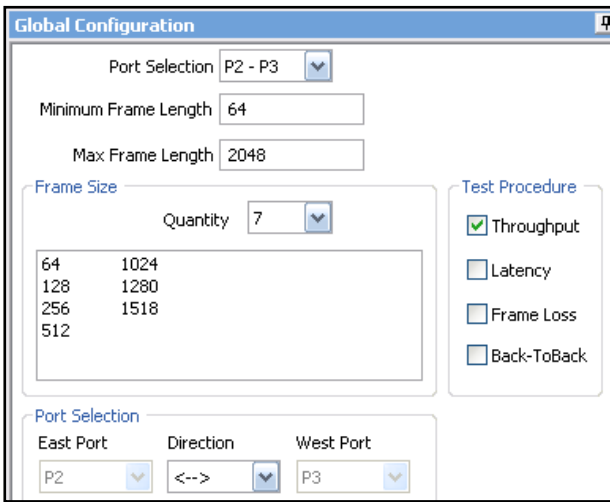 Global Configuration
Port Selection P2 - P3
Minimum Frame Length 64
Max Frame Length 2048
Frame Size
Quantity 7
64 1024
128 1280
256 1518
512
Test Procedure
Throughput
Latency
Frame Loss
Back-ToBack
Port Selection
East Port Direction West Port
P2 <--> P3